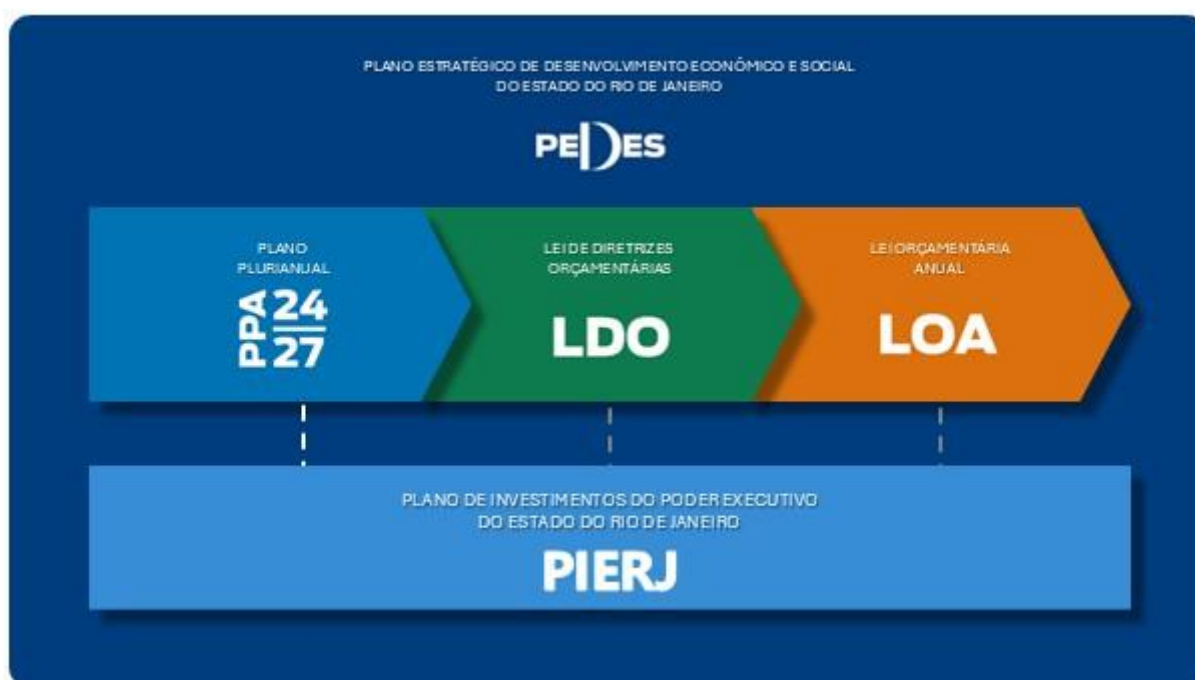 PLANO ESTRATÉGICO DE DESENVOLVIMENTO ECONÔMICO E SOCIAL
DO ESTADO DO RIO DE JANEIRO
PEDES
PLANO
PLURIANUAL
PPA 24
27
LEI DE DIRETRIZES
ORÇAMENTÁRIAS
LDO
LEI ORÇAMENTÁRIA
ANUAL
LOA
PLANO DE INVESTIMENTOS DO PODER EXECUTIVO
DO ESTADO DO RIO DE JANEIRO
PIERJ